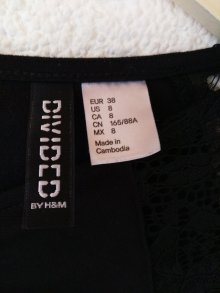 DIVIDED
BY H&M
EUR 38
US 8
CA 8
CN 165/88A
MX 8
Made in
Cambodia